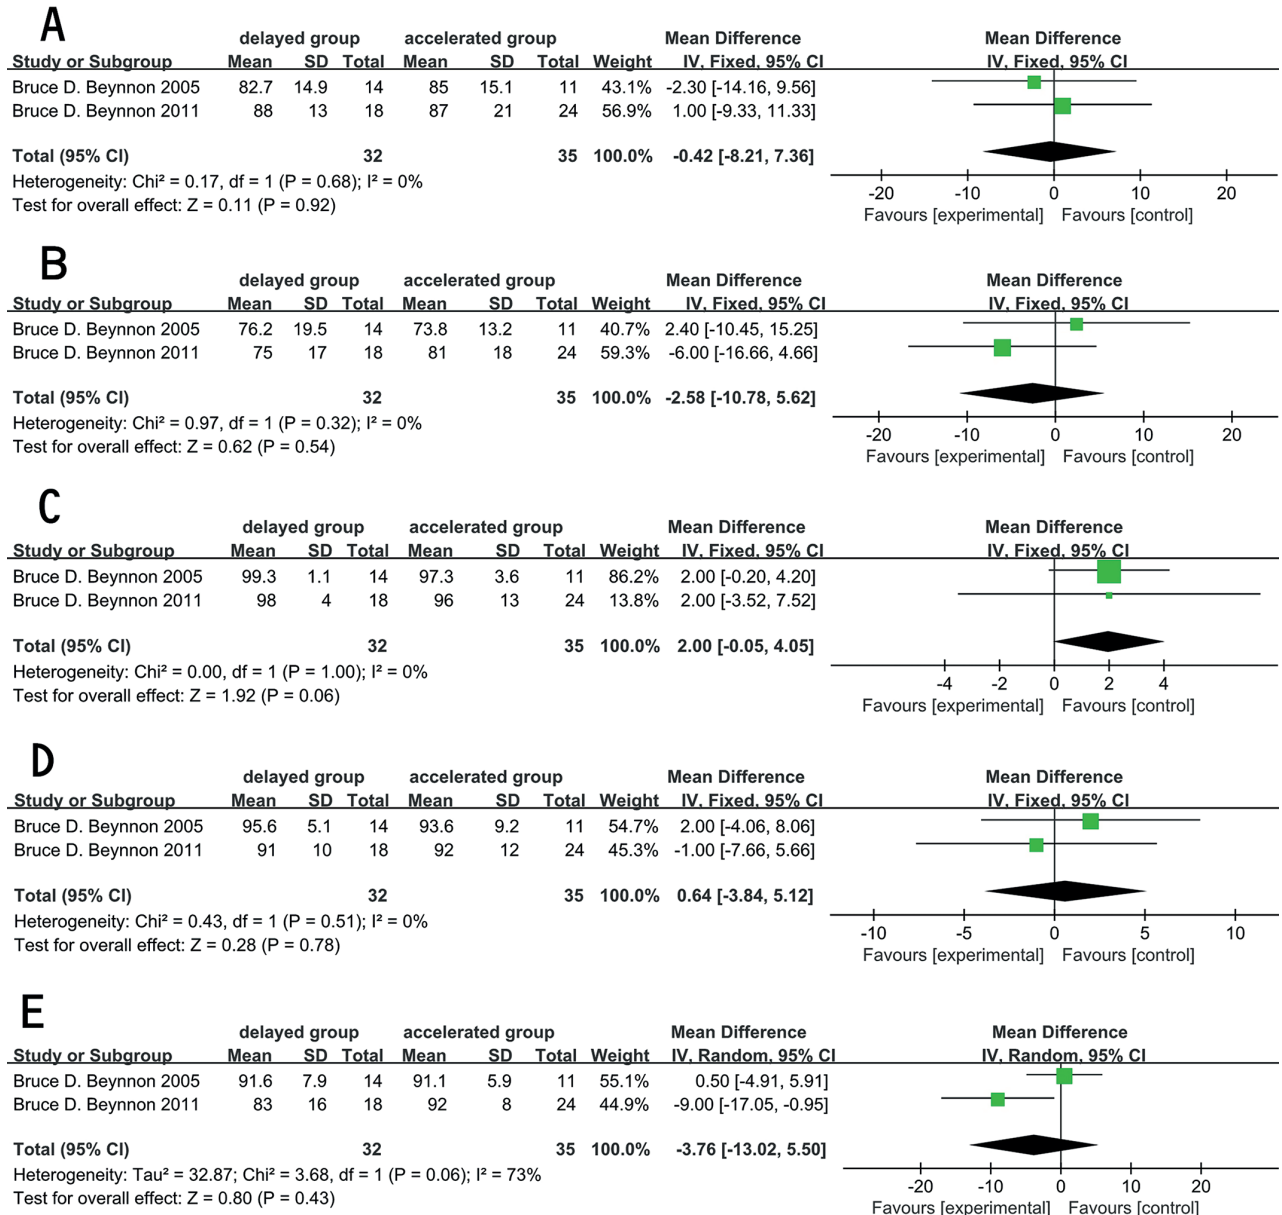 A
delayed group accelerated group Mean Difference Mean Difference
Study or Subgroup Mean SD Total Mean SD Total Weight IV, Fixed, 95% CI IV, Fixed, 95% CI
Bruce D. Beynnon 2005 82.7 14.9 14 85 15.1 11 43.1% -2.30 [-14.16, 9.56]
Bruce D. Beynnon 2011 88 13 18 87 21 24 56.9% 1.00 [-9.33, 11.33]
Total (95% CI) 32 35 100.0% -0.42 [-8.21, 7.36]
Heterogeneity: Chi² = 0.17, df = 1 (P = 0.68); I² = 0%
Test for overall effect: Z = 0.11 (P = 0.92)
-20 -10 0 10 20
Favours [experimental] Favours [control]
B
delayed group accelerated group Mean Difference Mean Difference
Study or Subgroup Mean SD Total Mean SD Total Weight IV, Fixed, 95% CI IV, Fixed, 95% CI
Bruce D. Beynnon 2005 76.2 19.5 14 73.8 13.2 11 40.7% 2.40 [-10.45, 15.25]
Bruce D. Beynnon 2011 75 17 18 81 18 24 59.3% -6.00 [-16.66, 4.66]
Total (95% CI) 32 35 100.0% -2.58 [-10.78, 5.62]
Heterogeneity: Chi² = 0.97, df = 1 (P = 0.32); I² = 0%
Test for overall effect: Z = 0.62 (P = 0.54)
-20 -10 0 10 20
Favours [experimental] Favours [control]
C
delayed group accelerated group Mean Difference Mean Difference
Study or Subgroup Mean SD Total Mean SD Total Weight IV, Fixed, 95% CI IV, Fixed, 95% CI
Bruce D. Beynnon 2005 99.3 1.1 14 97.3 3.6 11 86.2% 2.00 [-0.20, 4.20]
Bruce D. Beynnon 2011 98 4 18 96 13 24 13.8% 2.00 [-3.52, 7.52]
Total (95% CI) 32 35 100.0% 2.00 [-0.05, 4.05]
Heterogeneity: Chi² = 0.00, df = 1 (P = 1.00); I² = 0%
Test for overall effect: Z = 1.92 (P = 0.06)
-4 -2 0 2 4
Favours [experimental] Favours [control]
D
delayed group accelerated group Mean Difference Mean Difference
Study or Subgroup Mean SD Total Mean SD Total Weight IV, Fixed, 95% CI IV, Fixed, 95% CI
Bruce D. Beynnon 2005 95.6 5.1 14 93.6 9.2 11 54.7% 2.00 [-4.06, 8.06]
Bruce D. Beynnon 2011 91 10 18 92 12 24 45.3% -1.00 [-7.66, 5.66]
Total (95% CI) 32 35 100.0% 0.64 [-3.84, 5.12]
Heterogeneity: Chi² = 0.43, df = 1 (P = 0.51); I² = 0%
Test for overall effect: Z = 0.28 (P = 0.78)
-10 -5 0 5 10
Favours [experimental] Favours [control]
E
delayed group accelerated group Mean Difference Mean Difference
Study or Subgroup Mean SD Total Mean SD Total Weight IV, Random, 95% CI IV, Random, 95% CI
Bruce D. Beynnon 2005 91.6 7.9 14 91.1 5.9 11 55.1% 0.50 [-4.91, 5.91]
Bruce D. Beynnon 2011 83 16 18 92 8 24 44.9% -9.00 [-17.05, -0.95]
Total (95% CI) 32 35 100.0% -3.76 [-13.02, 5.50]
Heterogeneity: Tau² = 32.87; Chi² = 3.68, df = 1 (P = 0.06); I² = 73%
Test for overall effect: Z = 0.80 (P = 0.43)
-20 -10 0 10 20
Favours [experimental] Favours [control]